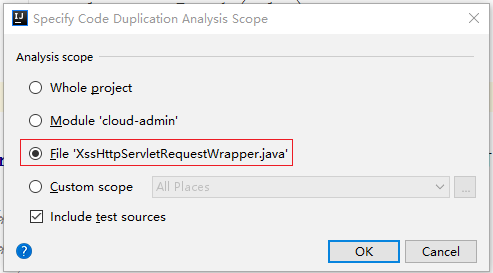 IJ
Specify Code Duplication Analysis Scope
Analysis scope
Whole project
Module 'cloud-admin'
File 'XssHttpServletRequestWrapper.java'
Custom scope All Places ...
Include test sources
? OK Cancel